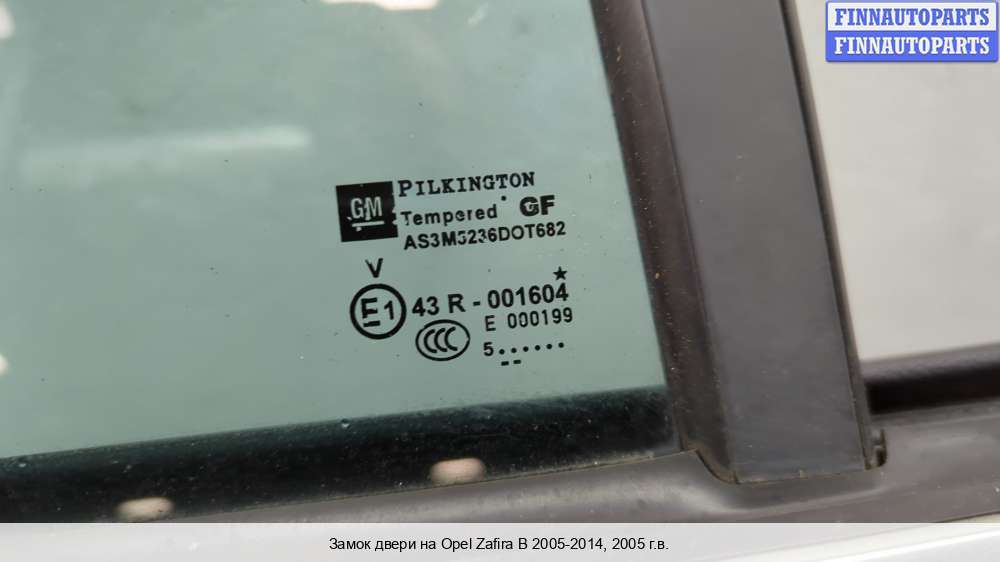 FINNAUTOPARTS
FINNAUTOPARTS
GM
PILKINGTON
Tempered GF
AS3M5236DOT682
V
E1 43 R - 001604
E 000199
CCC
5......
Замок двери на Opel Zafira B 2005-2014, 2005 г.в.